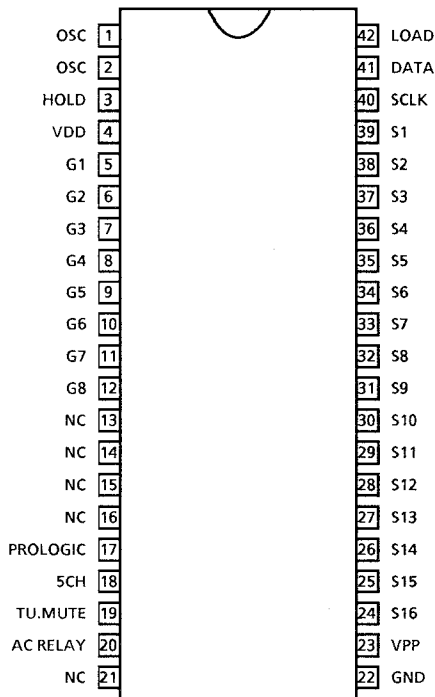 OSC 1 42 LOAD
OSC 2 41 DATA
HOLD 3 40 SCLK
VDD 4 39 S1
G1 5 38 S2
G2 6 37 S3
G3 7 36 S4
G4 8 35 S5
G5 9 34 S6
G6 10 33 S7
G7 11 32 S8
G8 12 31 S9
NC 13 30 S10
NC 14 29 S11
NC 15 28 S12
NC 16 27 S13
PROLOGIC 17 26 S14
5CH 18 25 S15
TU.MUTE 19 24 S16
AC RELAY 20 23 VPP
NC 21 22 GND